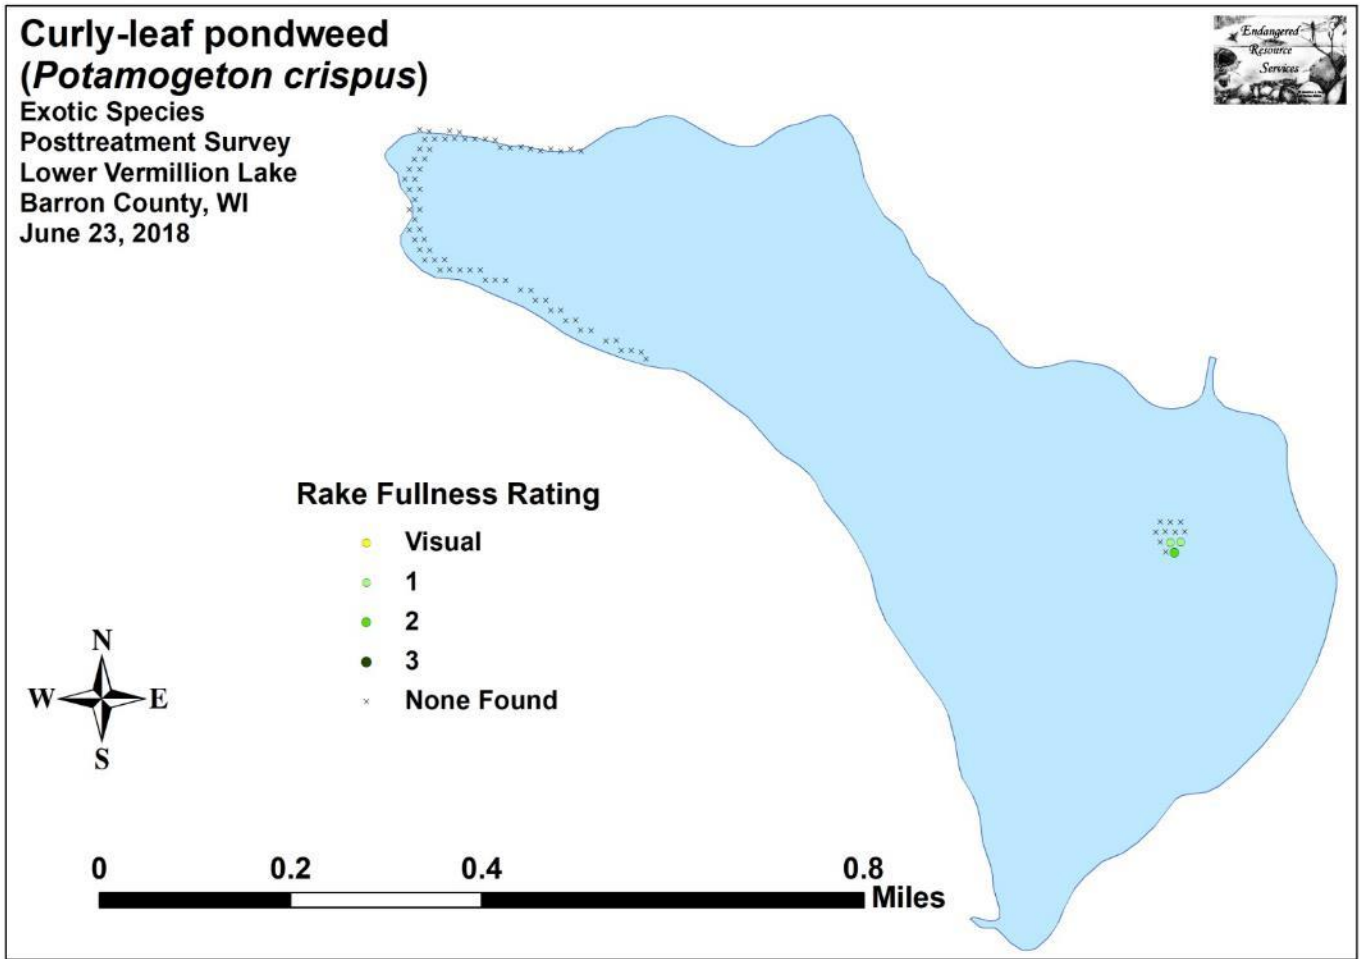 Curly-leaf pondweed
(Potamogeton crispus)
Exotic Species
Posttreatment Survey
Lower Vermillion Lake
Barron County, WI
June 23, 2018
Endangered
Resource
Services
Rake Fullness Rating
Visual
1
2
3
None Found
N
W E
S
0 0.2 0.4 0.8
Miles